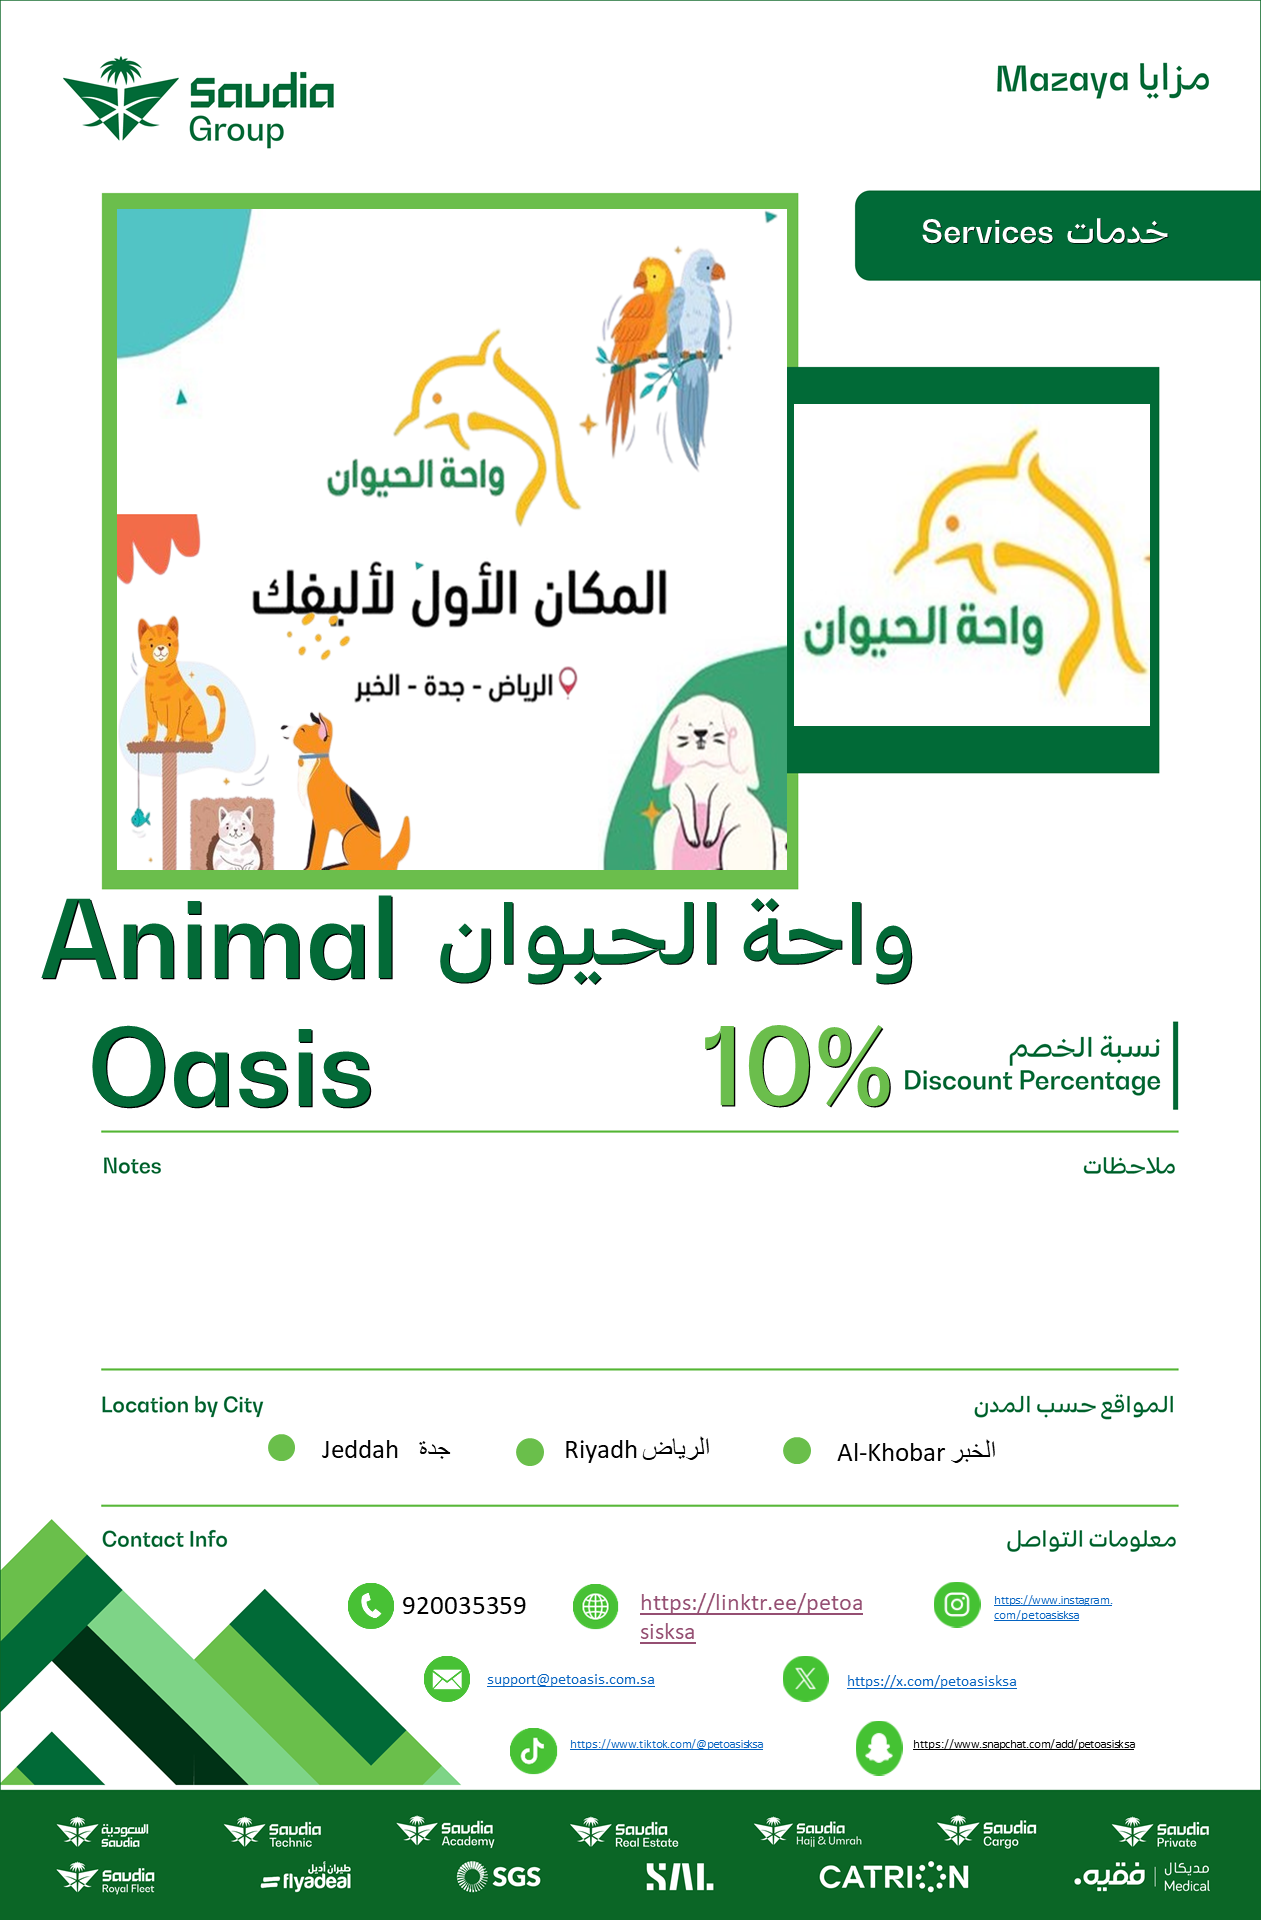 Saudia
Group
Mazaya مزايا
Services خدمات
واحة الحيوان
المكان الأول لأليفك
الرياض - جدة - الخبر
واحة الحيوان
Animal واحة الحيوان
Oasis
10%
نسبة الخصم
Discount Percentage
Notes ملاحظات
Location by City المواقع حسب المدن
Jeddah جدة
Riyadh الرياض
Al-Khobar الخبر
Contact Info معلومات التواصل
920035359
https://linktr.ee/petoa
sisksa
https://www.instagram.
com/petoasisksa
support@petoasis.com.sa
https://x.com/petoasisksa
https://www.tiktok.com/@petoasisksa
https://www.snapchat.com/add/petoasisksa
السعودية
Saudia
Saudia
Technic
Saudia
Academy
Saudia
Real Estate
Saudia
Hajj & Umrah
Saudia
Cargo
Saudia
Private
Saudia
Royal Fleet
طيران أديل
flyadeal
SGS
SAL
CATRION
فقيه.
مديكال
Medical